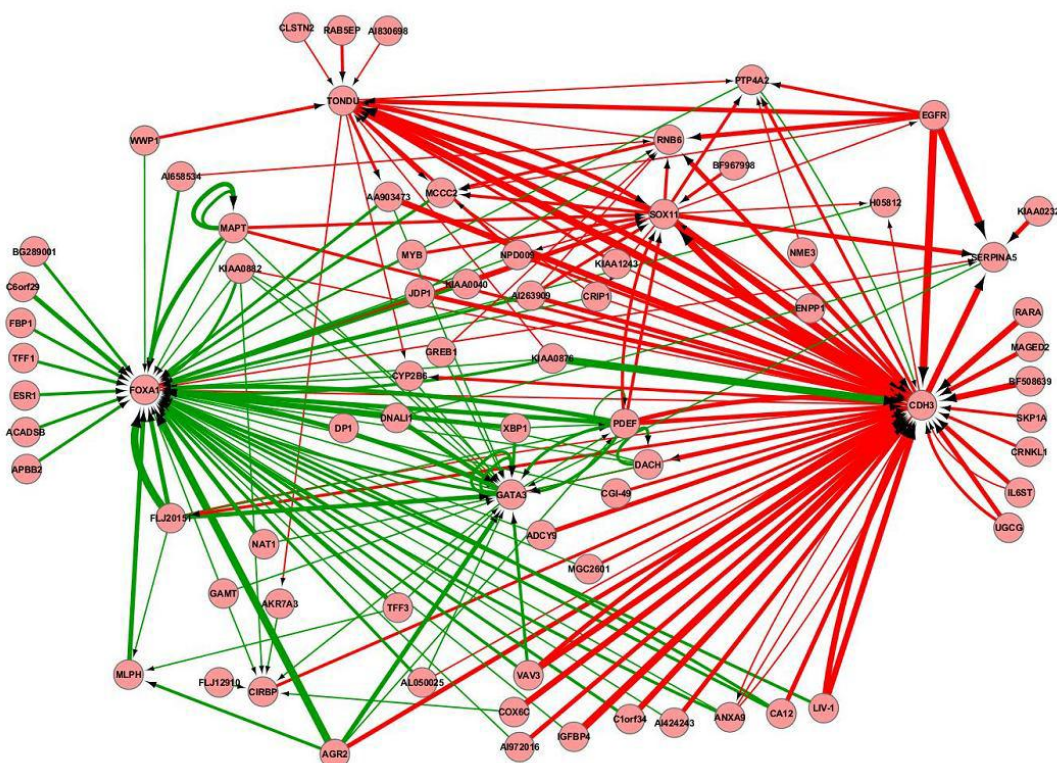 CLSTN2
RAB5EP
AI830698
TONDU
PTP4A2
EGFR
WWP1
RNB6
BF967998
AI658534
AA903473
MCCC2
SOX11
H05812
KIAA0232
MAPT
BG289001
KIAA0882
MYB
NPD009
KIAA1243
NME3
SERPINA5
C6orf29
JDP1
KIAA0040
AI263909
CRIP1
ENPP1
RARA
FBP1
GREB1
MAGED2
TFF1
FOXA1
CYP2B6
KIAA0876
BF508639
ESR1
CDH3
SKP1A
ACADSB
DP1
DNALI1
XBP1
PDEF
CRNKL1
APBB2
DACH
GATA3
CGI-49
IL6ST
FLJ20151
ADCY9
UGCG
NAT1
MGC2601
GAMT
AKR7A3
TFF3
MLPH
FLJ12910
CIRBP
AL050025
VAV3
COX6C
C1orf34
AI424243
ANXA9
CA12
LIV-1
AGR2
AI972016
IGFBP4